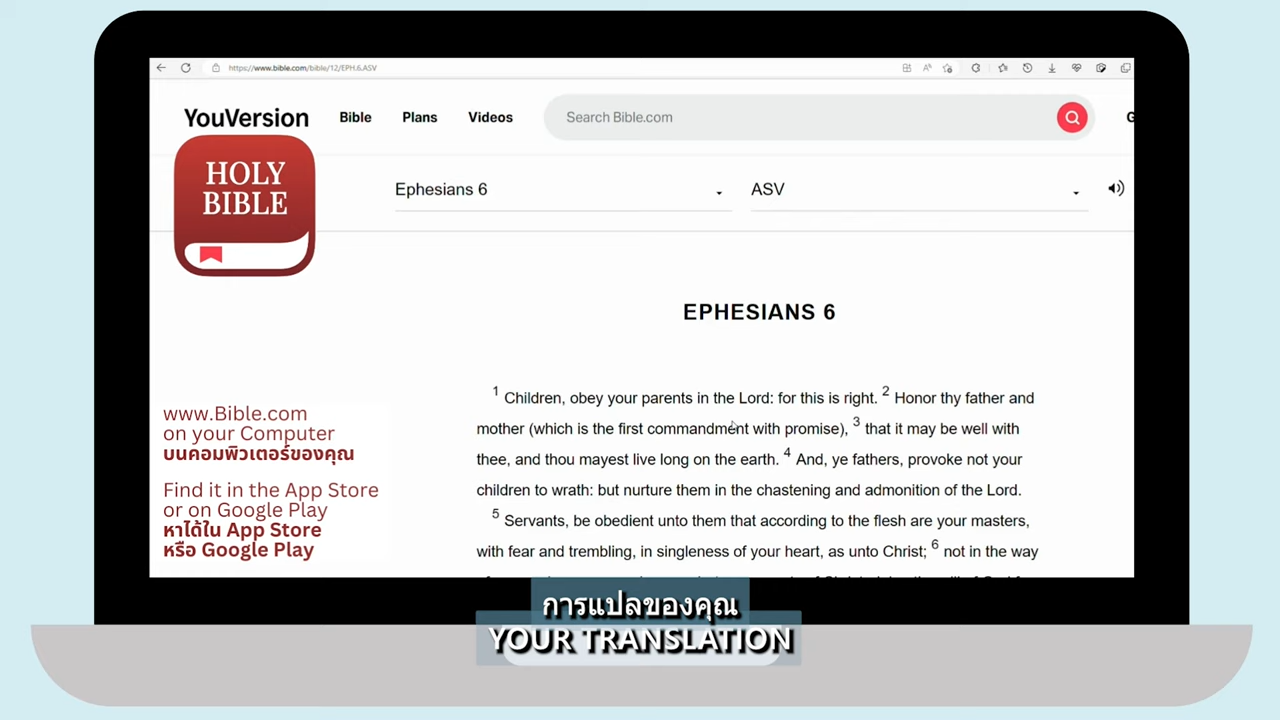 https://www.bible.com/bible/12/EPH.6.ASV
YouVersion
Bible
Plans
Videos
Search Bible.com
G
HOLY
BIBLE
Ephesians 6
ASV
EPHESIANS 6
1 Children, obey your parents in the Lord: for this is right. 2 Honor thy father and
mother (which is the first commandment with promise), 3 that it may be well with
thee, and thou mayest live long on the earth. 4 And, ye fathers, provoke not your
children to wrath: but nurture them in the chastening and admonition of the Lord.
5 Servants, be obedient unto them that according to the flesh are your masters,
with fear and trembling, in singleness of your heart, as unto Christ; 6 not in the way
www.Bible.com
on your Computer
บนคอมพิวเตอร์ของคุณ
Find it in the App Store
or on Google Play
หาได้ใน App Store
หรือ Google Play
การแปลของคุณ
YOUR TRANSLATION